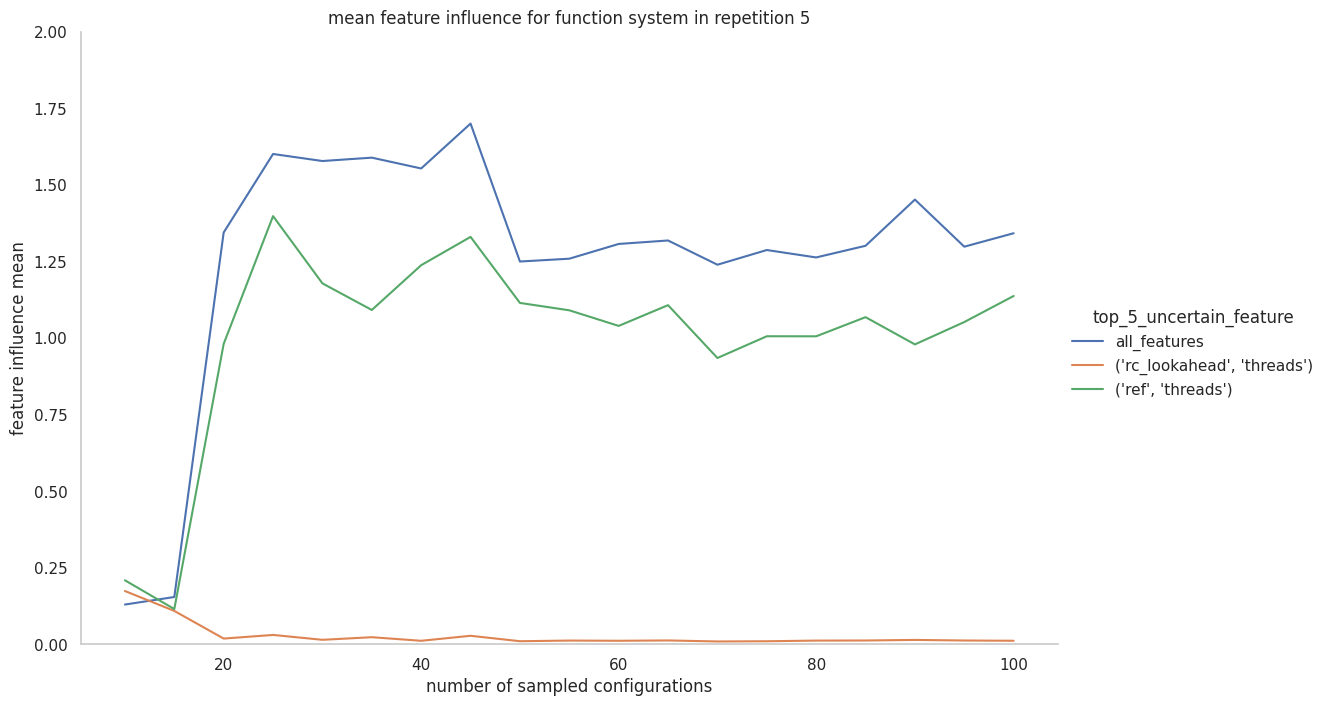 mean feature influence for function system in repetition 5
2.00
1.75
1.50
1.25
1.00
0.75
0.50
0.25
0.00
feature influence mean
20 40 60 80 100
number of sampled configurations
top_5_uncertain_feature
all_features
('rc_lookahead', 'threads')
('ref', 'threads')